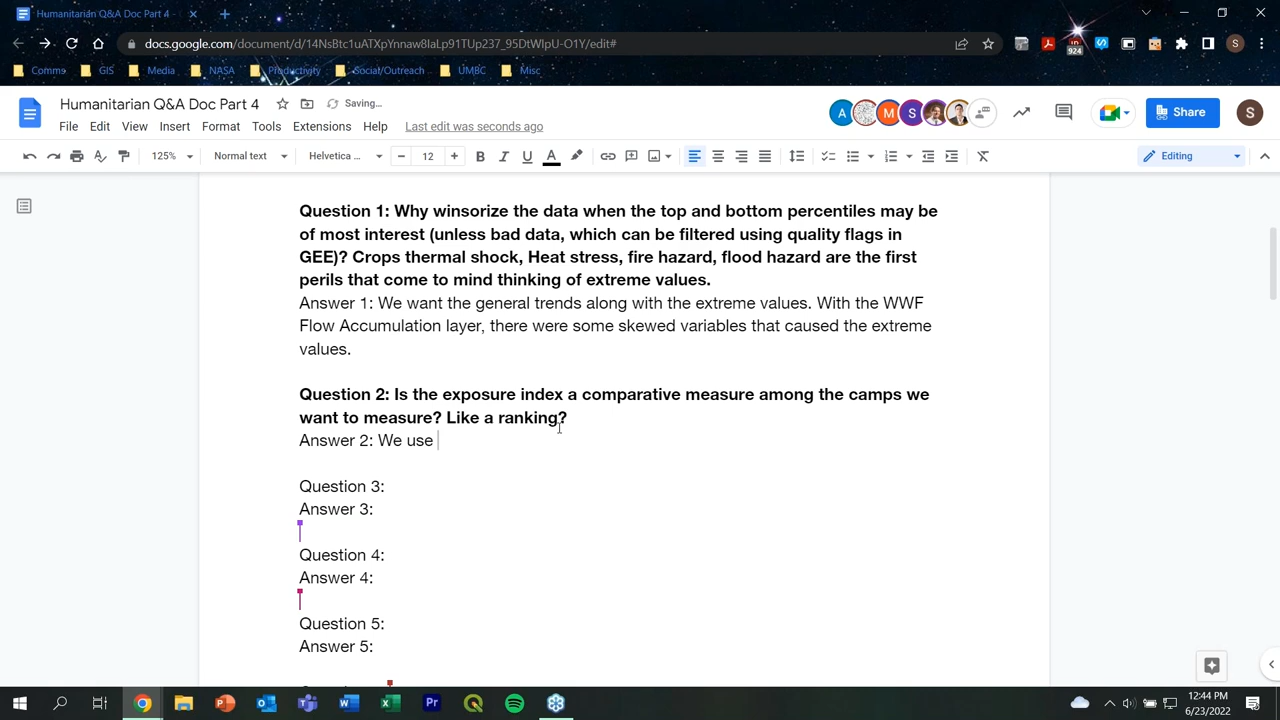 Humanitarian Q&A Doc Part 4
docs.google.com/document/d/14NsBtc1uATXpYnnaw8IaLp91TUp237_95DtWIpU-O1Y/edit#
924
S
Comms GIS Media NASA Productivity Social/Outreach UMBC Misc
Humanitarian Q&A Doc Part 4 Saving…
A M S Share S
File Edit View Insert Format Tools Extensions Help Last edit was seconds ago
125% Normal text Helvetica ... 12 B I U A Editing
Question 1: Why winsorize the data when the top and bottom percentiles may be
of most interest (unless bad data, which can be filtered using quality flags in
GEE)? Crops thermal shock, Heat stress, fire hazard, flood hazard are the first
perils that come to mind thinking of extreme values.
Answer 1: We want the general trends along with the extreme values. With the WWF
Flow Accumulation layer, there were some skewed variables that caused the extreme
values.
Question 2: Is the exposure index a comparative measure among the camps we
want to measure? Like a ranking?
Answer 2: We use
Question 3:
Answer 3:
Question 4:
Answer 4:
Question 5:
Answer 5:
12:44 PM
6/23/2022